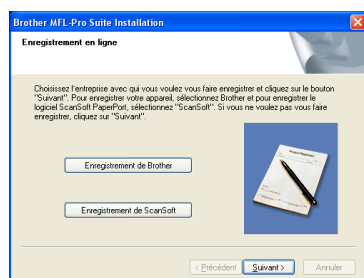 Brother MFL-Pro Suite Installation
Enregistrement en ligne
Choisissez l'entreprise avec qui vous voulez vous faire enregistrer et cliquez sur le bouton
"Suivant". Pour enregistrer votre appareil, sélectionnez Brother et pour enregistrer le
logiciel ScanSoft PaperPort, sélectionnez "ScanSoft". Si vous ne voulez pas vous faire
enregistrer, cliquez sur "Suivant".
Enregistrement de Brother
Enregistrement de ScanSoft
< Précédent
Suivant >
Annuler